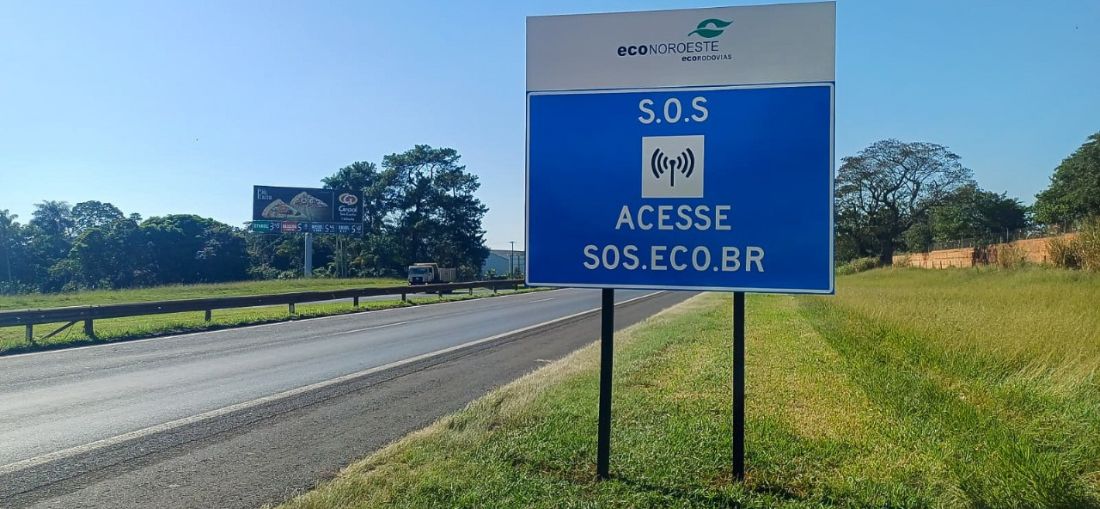 ecoNOROESTE
ecoRODOVIAS
S.O.S
ACESSE
SOS.ECO.BR